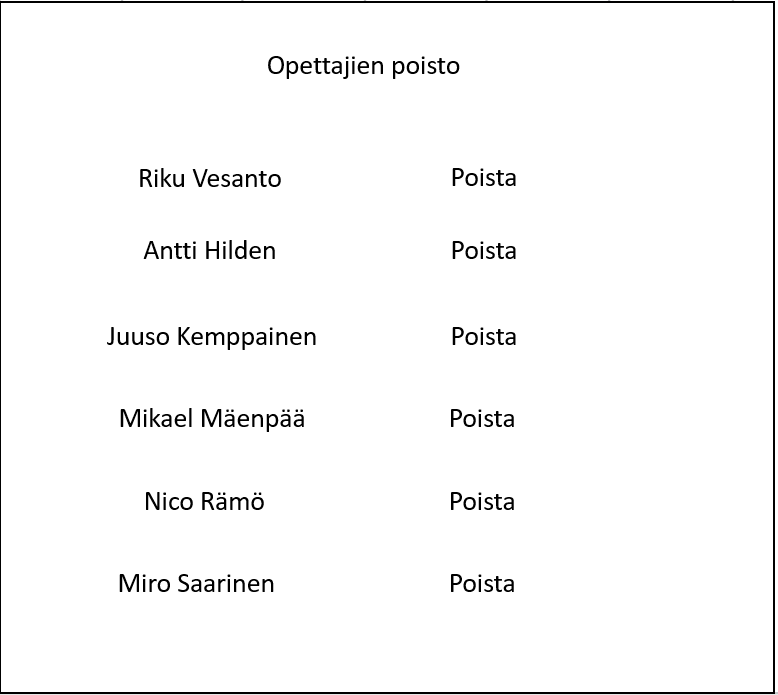 Opettajien poisto
Riku Vesanto Poista
Antti Hilden Poista
Juuso Kemppainen Poista
Mikael Mäenpää Poista
Nico Rämö Poista
Miro Saarinen Poista